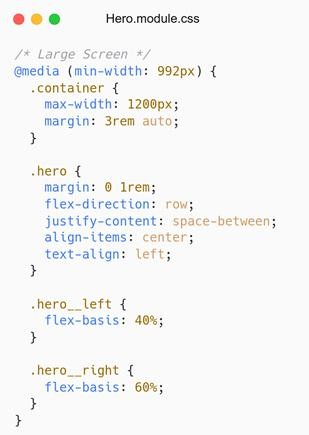 Hero.module.css
/* Large Screen */
@media (min-width: 992px) {
  .container {
    max-width: 1200px;
    margin: 3rem auto;
  }

  .hero {
    margin: 0 1rem;
    flex-direction: row;
    justify-content: space-between;
    align-items: center;
    text-align: left;
  }

  .hero__left {
    flex-basis: 40%;
  }

  .hero__right {
    flex-basis: 60%;
  }
}